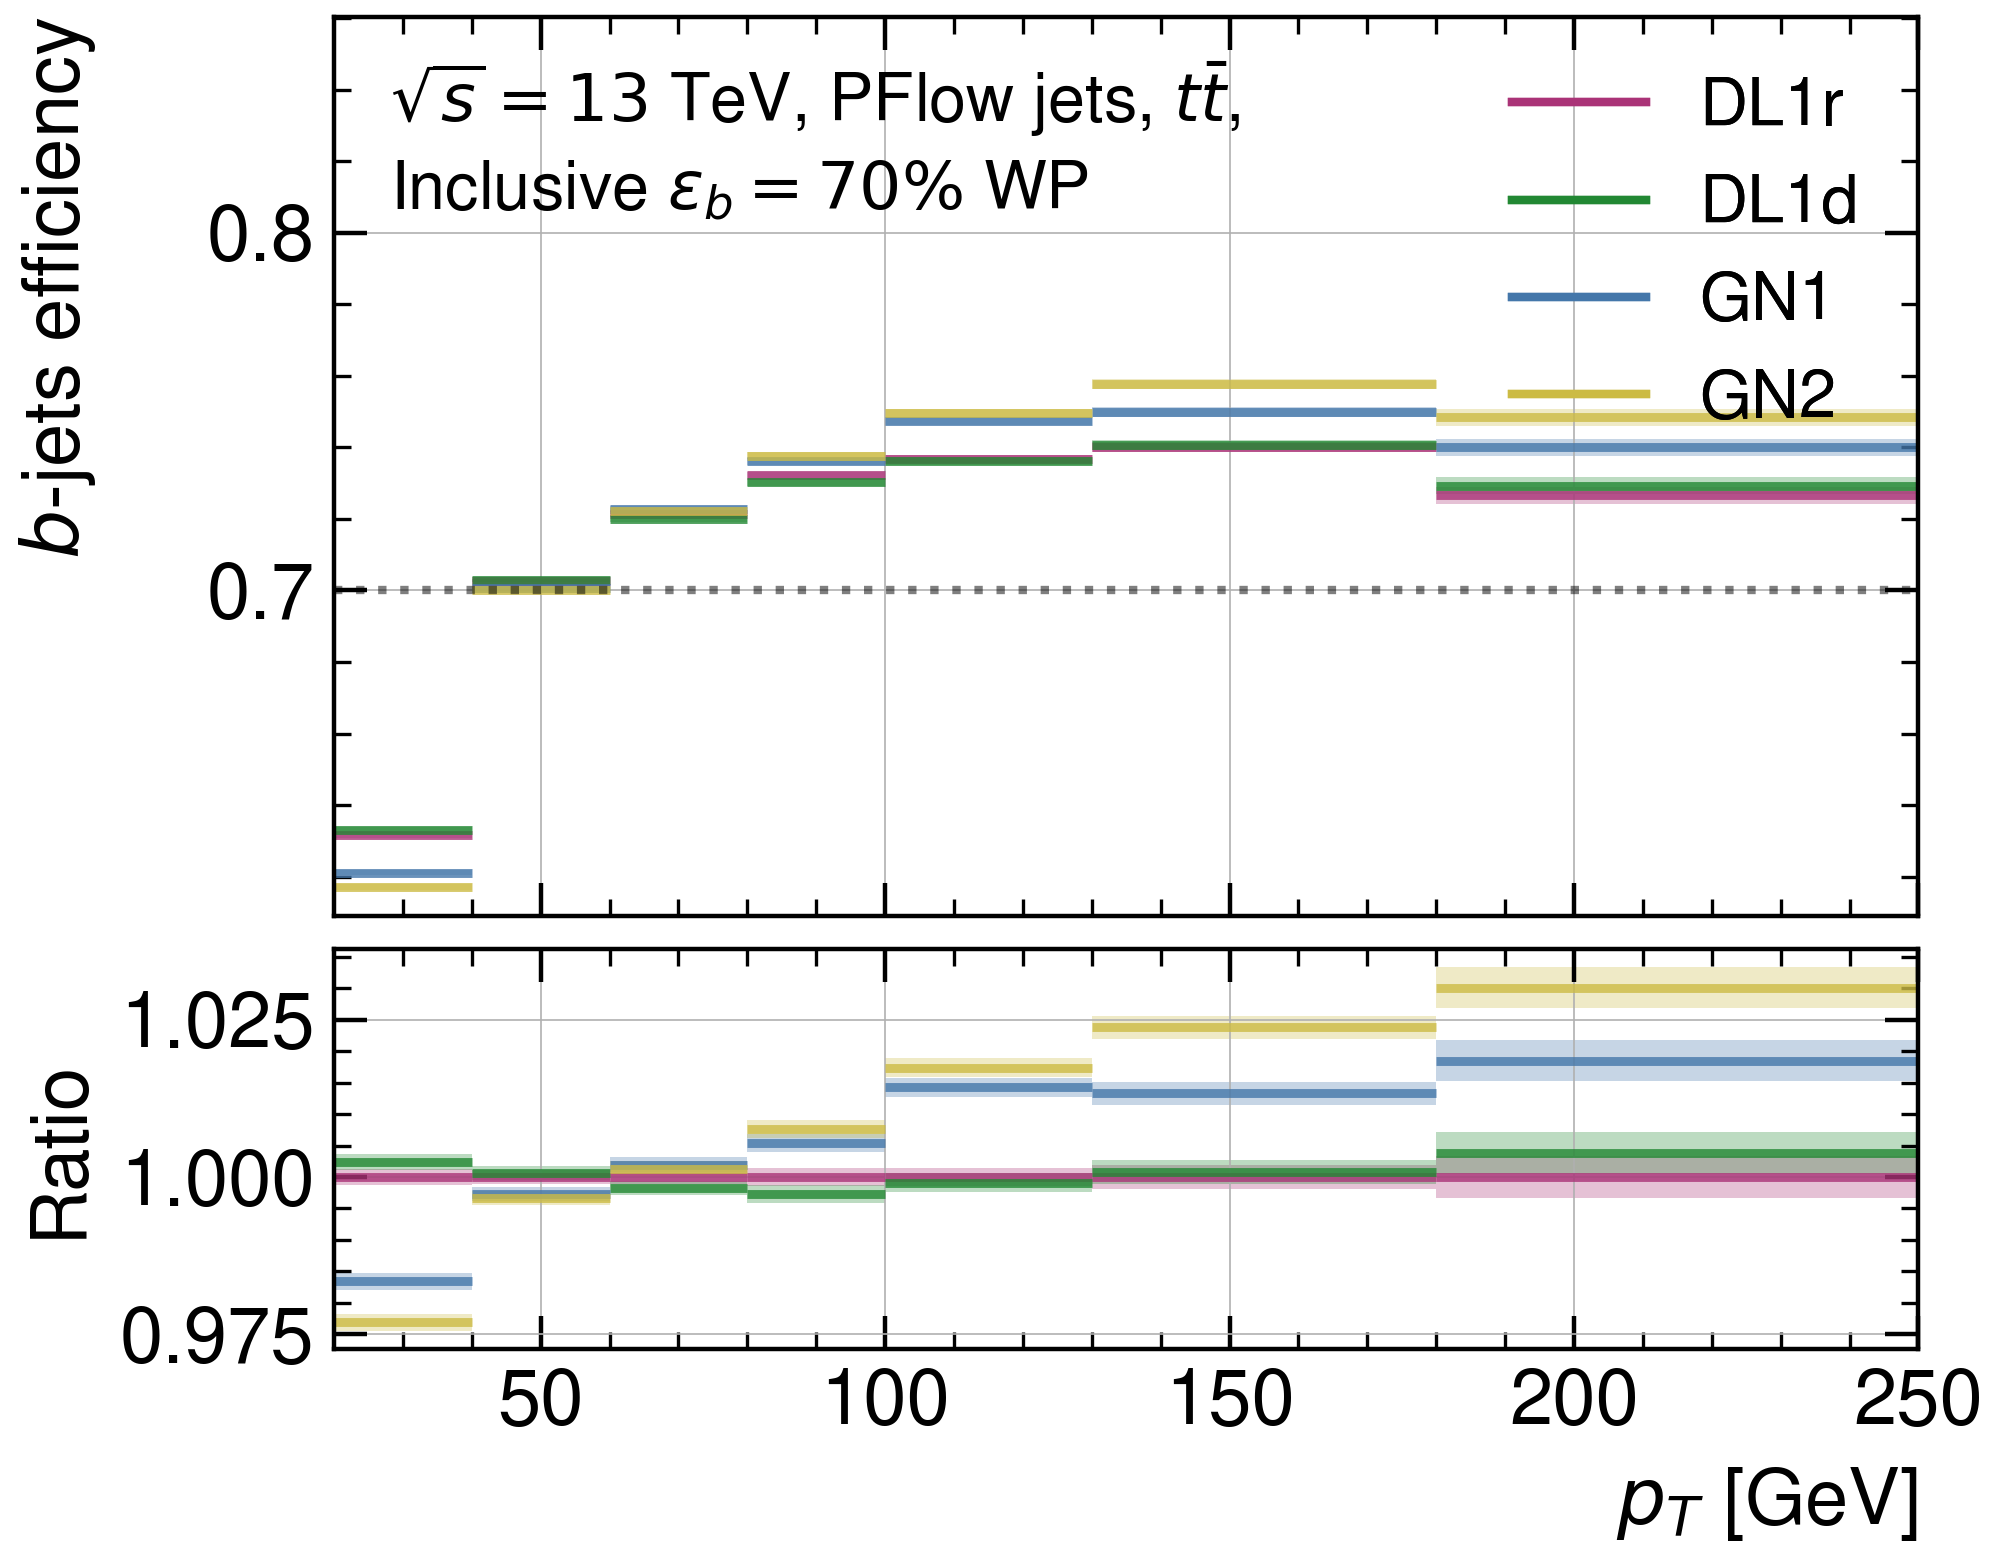 b-jets efficiency
√s = 13 TeV, PFlow jets, tt̄,
Inclusive ε_b = 70% WP
DL1r
DL1d
GN1
GN2
0.8
0.7
Ratio
1.025
1.000
0.975
50 100 150 200 250
p_T [GeV]